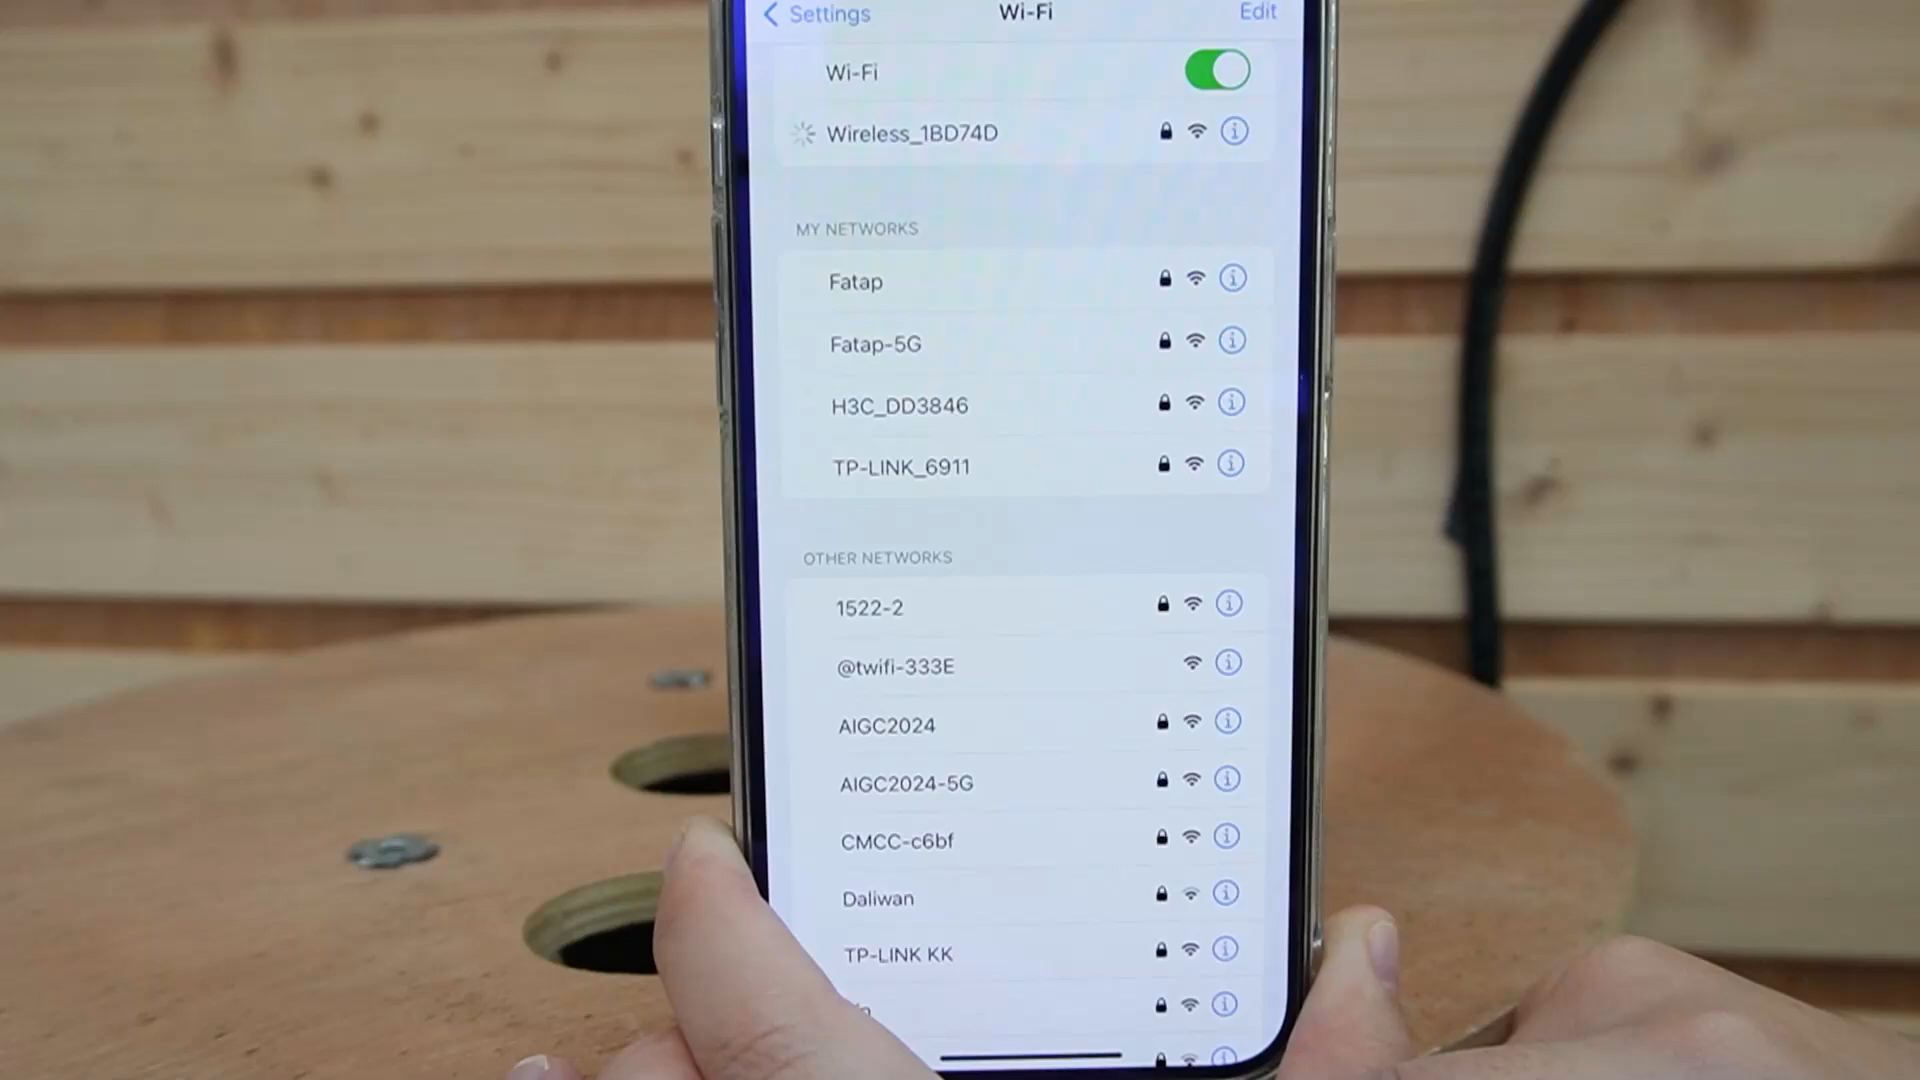 Settings
Wi-Fi
Edit
Wi-Fi
Wireless_1BD74D
MY NETWORKS
Fatap
Fatap-5G
H3C_DD3846
TP-LINK_6911
OTHER NETWORKS
1522-2
@twifi-333E
AIGC2024
AIGC2024-5G
CMCC-c6bf
Daliwan
TP-LINK KK